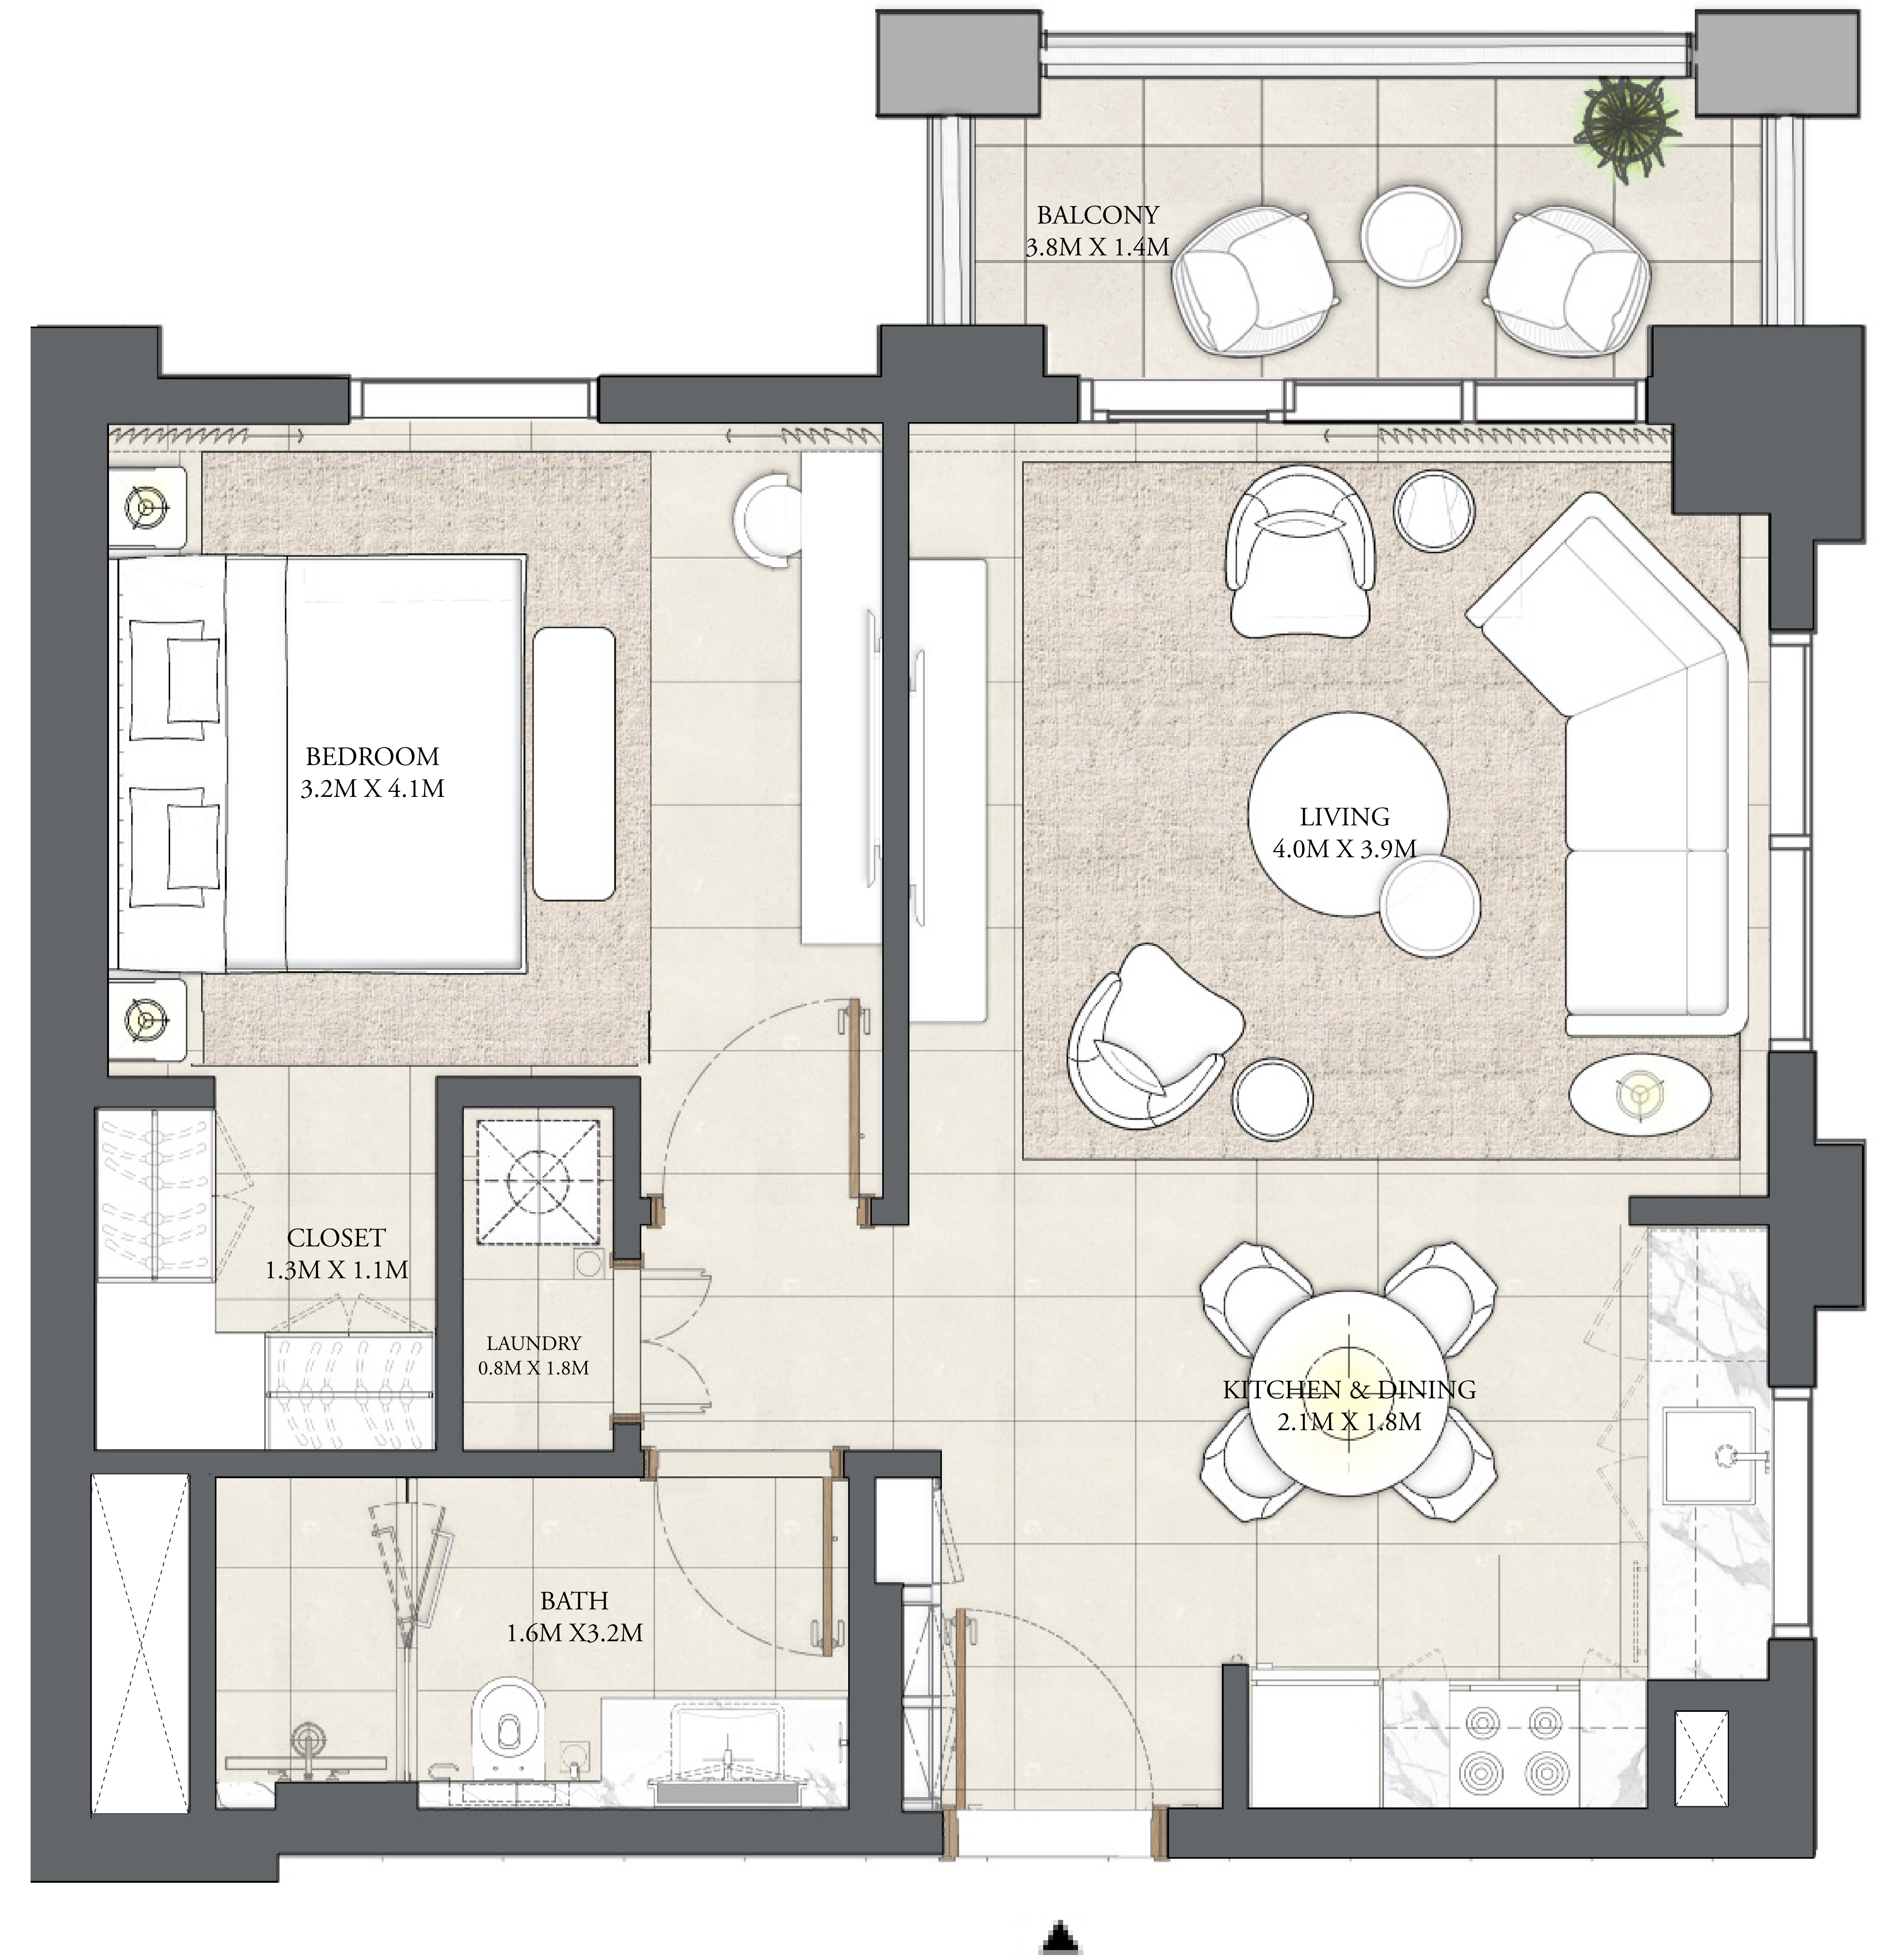 BALCONY
3.8M X 1.4M
BEDROOM
3.2M X 4.1M
LIVING
4.0M X 3.9M
CLOSET
1.3M X 1.1M
LAUNDRY
0.8M X 1.8M
KITCHEN & DINING
2.1M X 1.8M
BATH
1.6M X3.2M